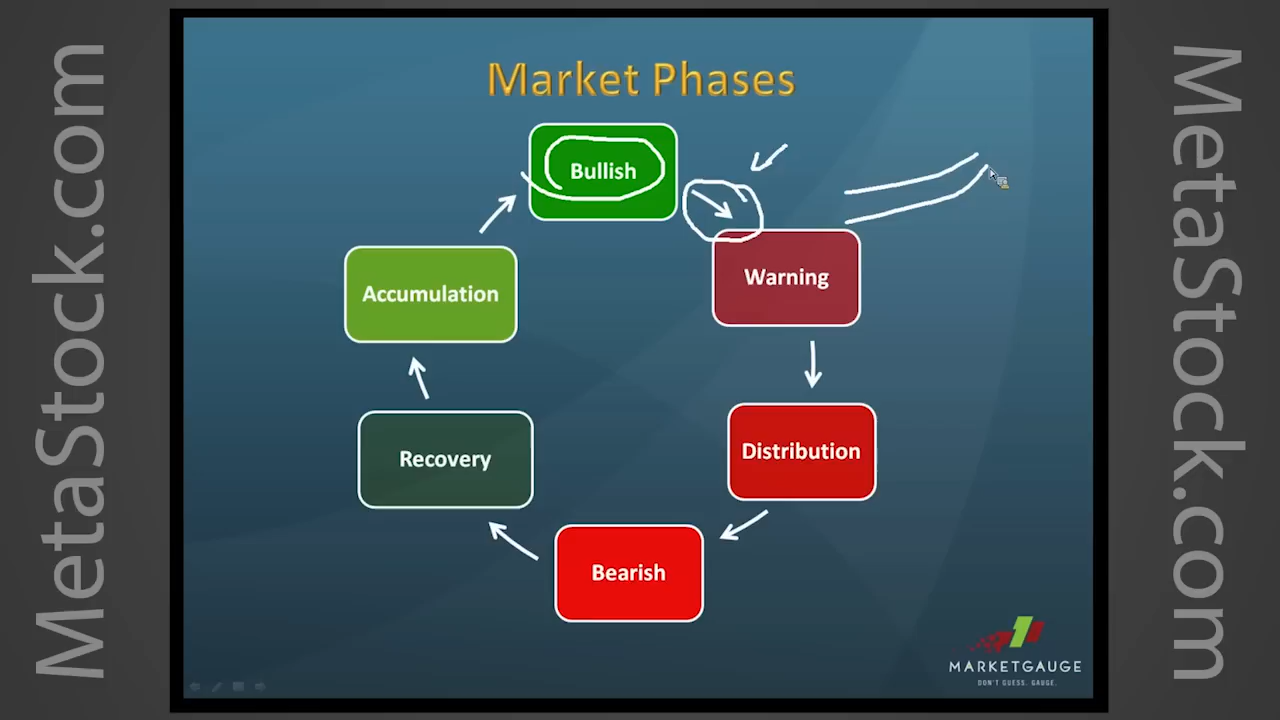 MetaStock.com
Market Phases
Bullish
Warning
Accumulation
Distribution
Recovery
Bearish
MARKETGAUGE
DON'T GUESS. GAUGE.
MetaStock.com